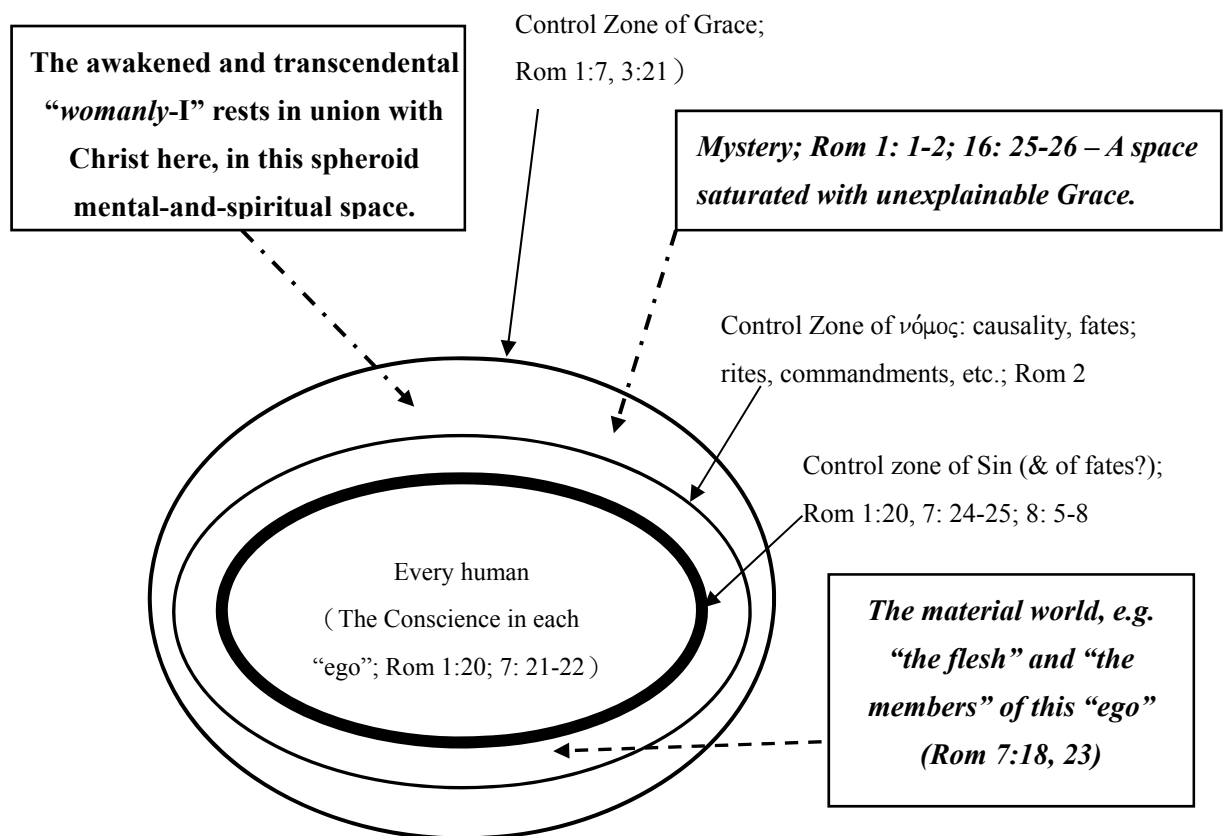 Control Zone of Grace;
Rom 1:7, 3:21）
The awakened and transcendental
“womanly-I” rests in union with
Christ here, in this spheroid
mental-and-spiritual space.
Mystery; Rom 1: 1-2; 16: 25-26 – A space
saturated with unexplainable Grace.
Control Zone of νόμος: causality, fates;
rites, commandments, etc.; Rom 2
Control zone of Sin (& of fates?);
Rom 1:20, 7: 24-25; 8: 5-8
Every human
（The Conscience in each
“ego”; Rom 1:20; 7: 21-22）
The material world, e.g.
“the flesh” and “the
members” of this “ego”
(Rom 7:18, 23)